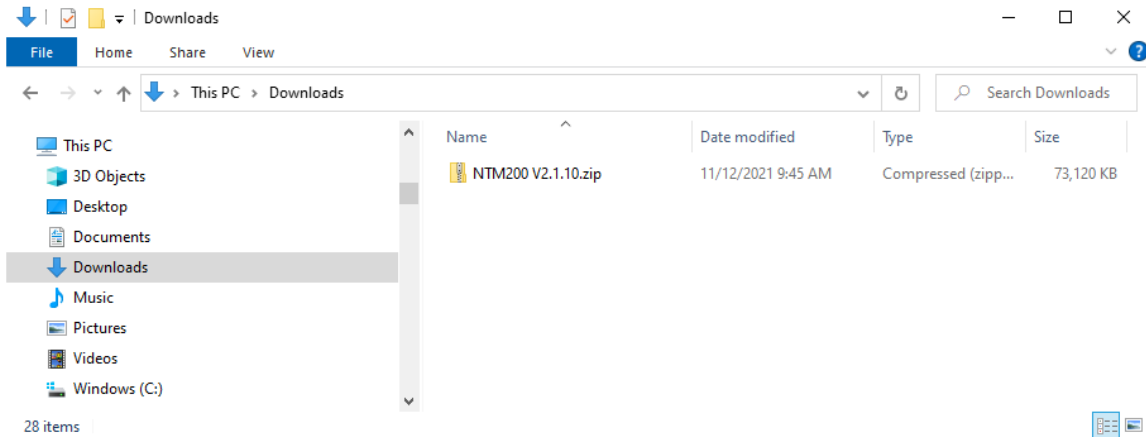 Downloads
File Home Share View ?
This PC > Downloads Search Downloads
Name Date modified Type Size
NTM200 V2.1.10.zip 11/12/2021 9:45 AM Compressed (zipp... 73,120 KB
This PC
3D Objects
Desktop
Documents
Downloads
Music
Pictures
Videos
Windows (C:)
28 items